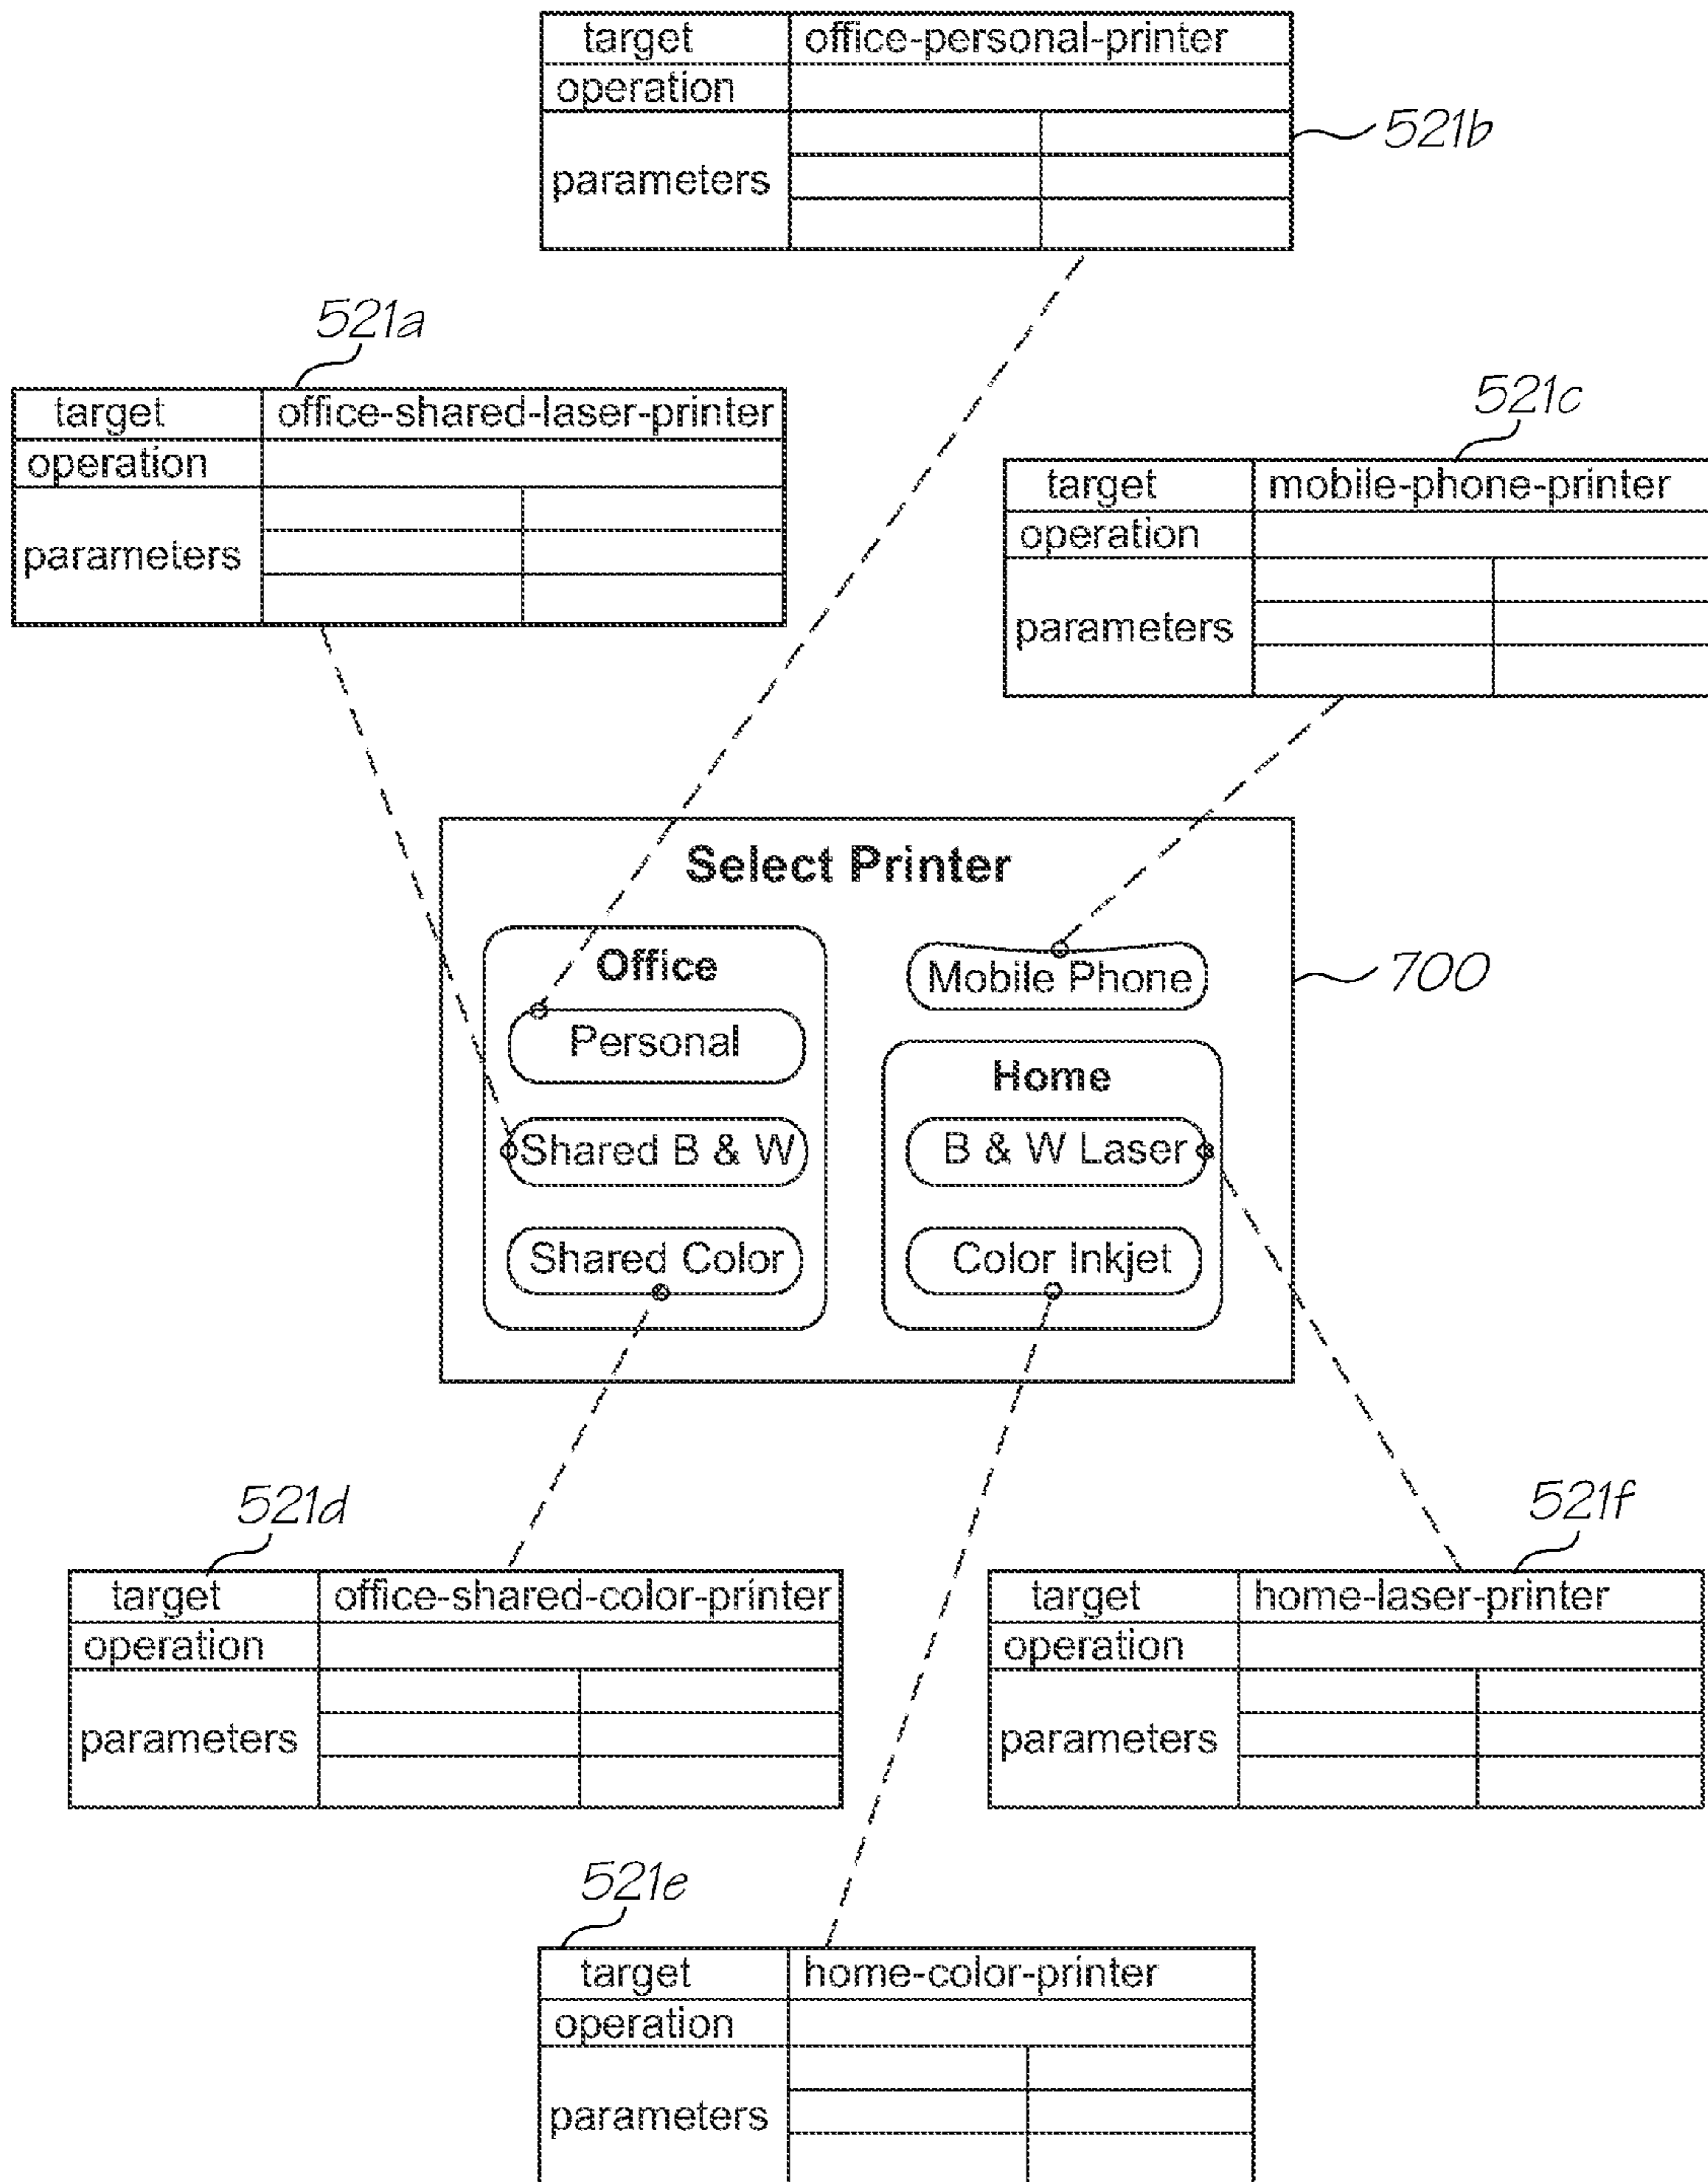 target office-personal-printer
operation
parameters
521b
521a
target office-shared-laser-printer
operation
parameters
521c
target mobile-phone-printer
operation
parameters
Select Printer
Office
Personal
Shared B & W
Shared Color
Mobile Phone
Home
B & W Laser
Color Inkjet
700
521d
target office-shared-color-printer
operation
parameters
521f
target home-laser-printer
operation
parameters
521e
target home-color-printer
operation
parameters